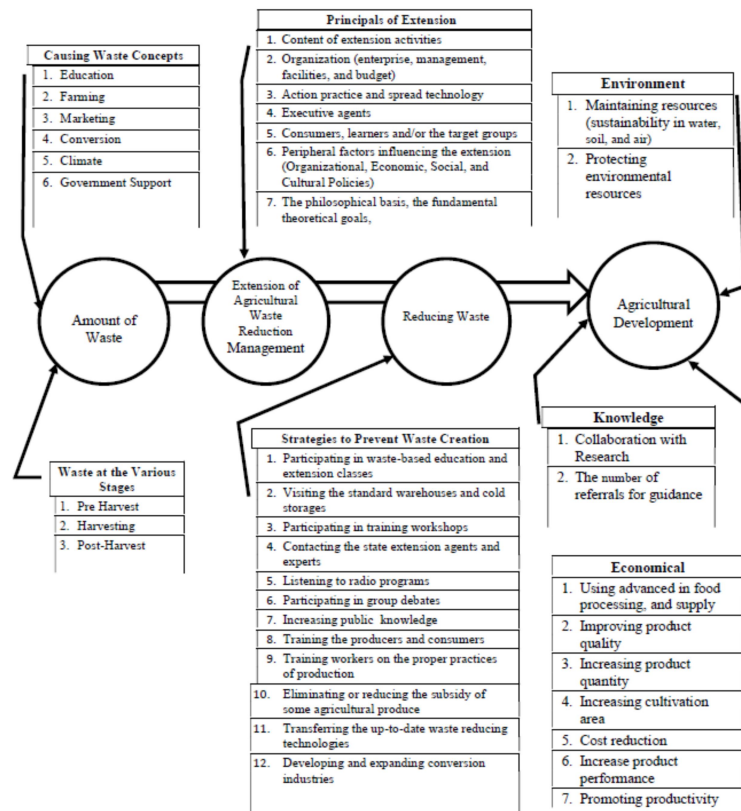 Principals of Extension
1. Content of extension activities
2. Organization (enterprise, management,
facilities, and budget)
3. Action practice and spread technology
4. Executive agents
5. Consumers, learners and/or the target groups
6. Peripheral factors influencing the extension
(Organizational, Economic, Social, and
Cultural Policies)
7. The philosophical basis, the fundamental
theoretical goals,
Causing Waste Concepts
1. Education
2. Farming
3. Marketing
4. Conversion
5. Climate
6. Government Support
Environment
1. Maintaining resources
(sustainability in water,
soil, and air)
2. Protecting
environmental
resources
Amount of
Waste
Extension of
Agricultural
Waste
Reduction
Management
Reducing Waste
Agricultural
Development
Waste at the Various
Stages
1. Pre Harvest
2. Harvesting
3. Post-Harvest
Strategies to Prevent Waste Creation
1. Participating in waste-based education and
extension classes
2. Visiting the standard warehouses and cold
storages
3. Participating in training workshops
4. Contacting the state extension agents and
experts
5. Listening to radio programs
6. Participating in group debates
7. Increasing public knowledge
8. Training the producers and consumers
9. Training workers on the proper practices
of production
10. Eliminating or reducing the subsidy of
some agricultural produce
11. Transferring the up-to-date waste reducing
technologies
12. Developing and expanding conversion
industries
Knowledge
1. Collaboration with
Research
2. The number of
referrals for guidance
Economical
1. Using advanced in food
processing, and supply
2. Improving product
quality
3. Increasing product
quantity
4. Increasing cultivation
area
5. Cost reduction
6. Increase product
performance
7. Promoting productivity